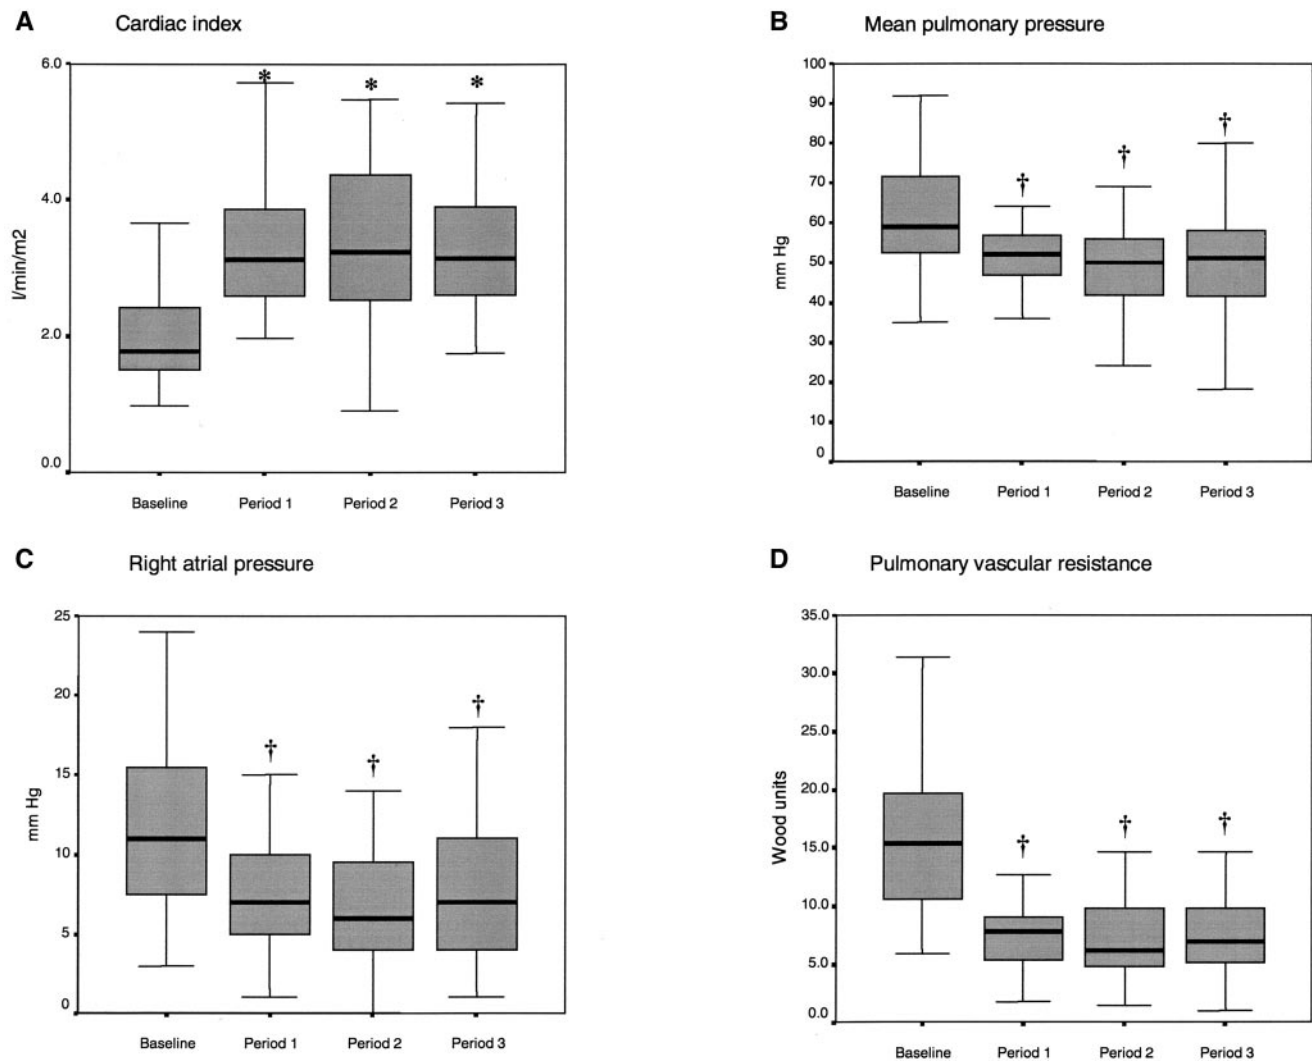 A Cardiac index
6.0
4.0
2.0
0.0
l/min/m2
* * *
Baseline Period 1 Period 2 Period 3
B Mean pulmonary pressure
100
90
80
70
60
50
40
30
20
10
0
mm Hg
† † †
Baseline Period 1 Period 2 Period 3
C Right atrial pressure
25
20
15
10
5
0
mm Hg
† † †
Baseline Period 1 Period 2 Period 3
D Pulmonary vascular resistance
35.0
30.0
25.0
20.0
15.0
10.0
5.0
0.0
Wood units
† † †
Baseline Period 1 Period 2 Period 3